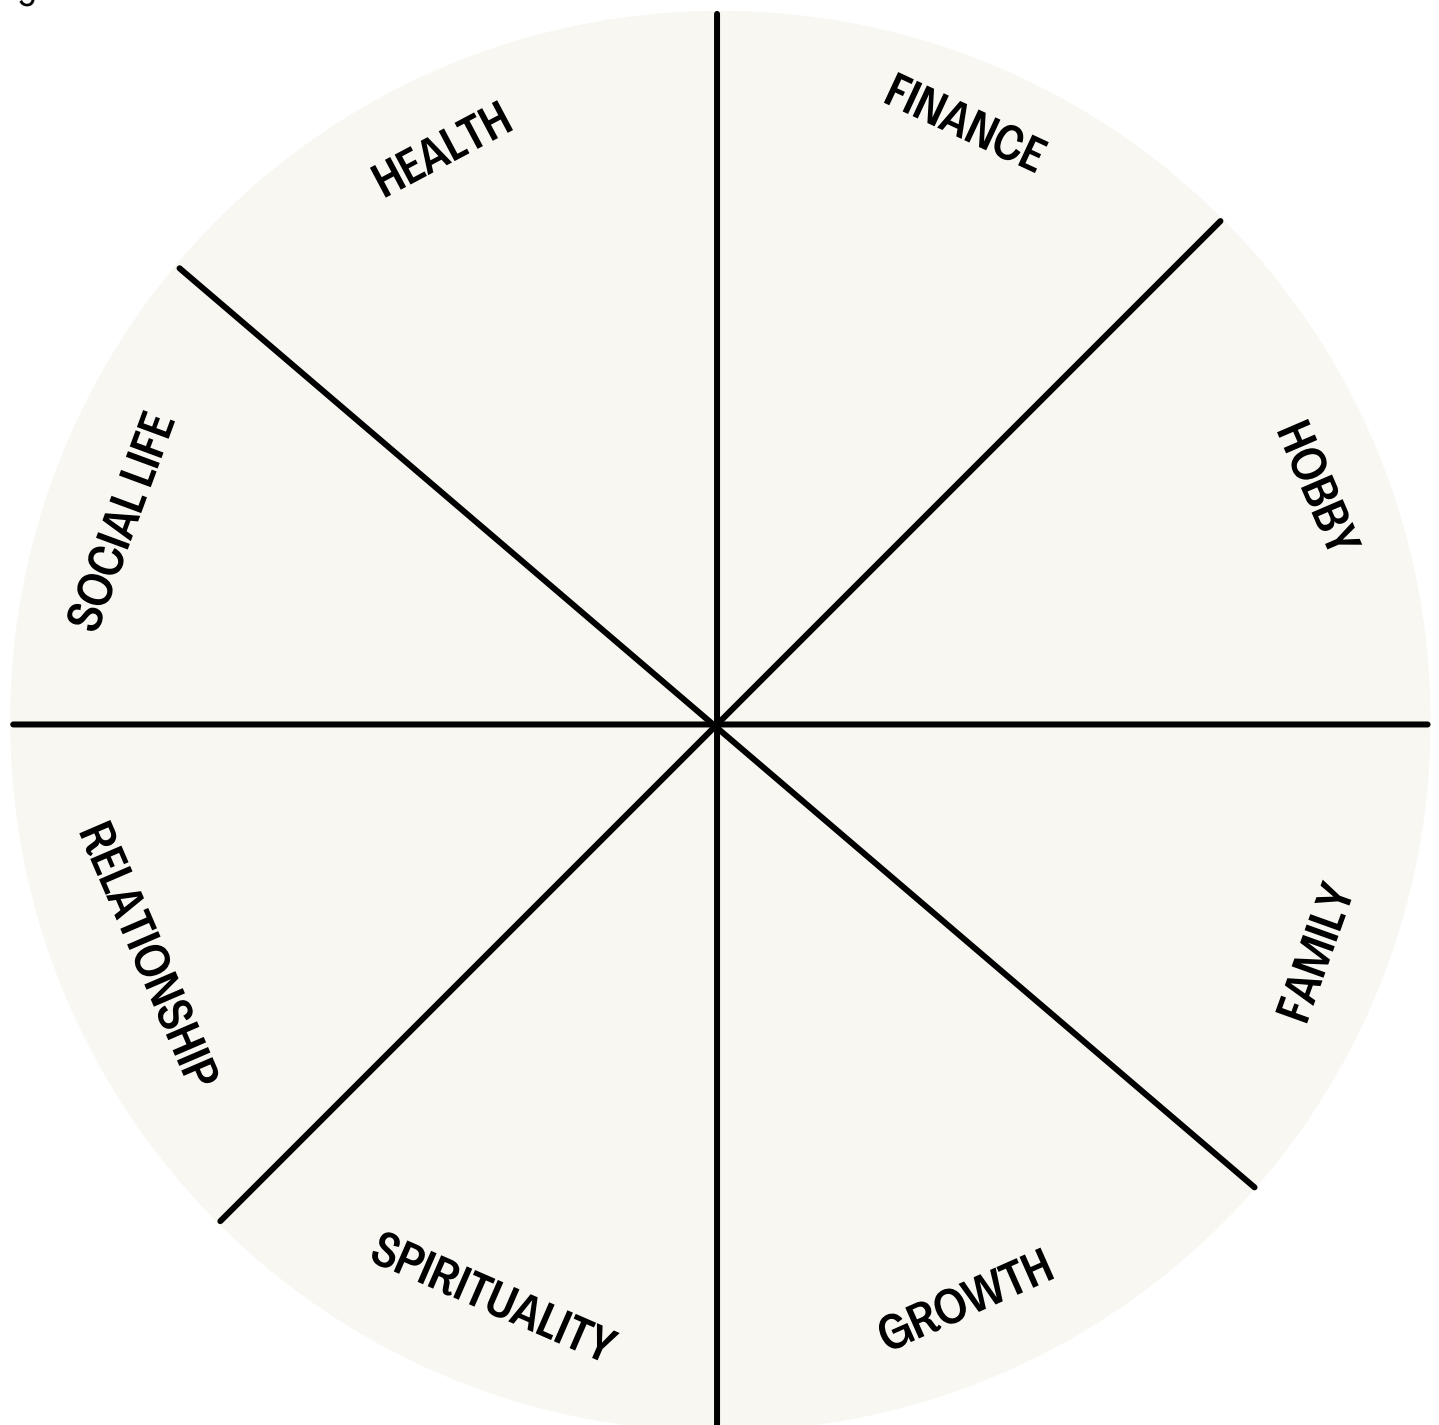 FINANCE
HOBBY
FAMILY
GROWTH
SPIRITUALITY
RELATIONSHIP
SOCIAL LIFE
HEALTH